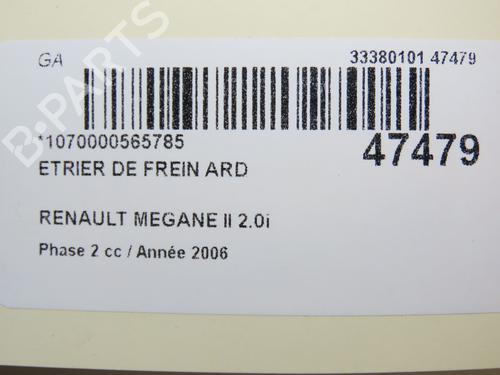 GA 33380101 47479
*1070000565785 47479
ETRIER DE FREIN ARD
RENAULT MEGANE II 2.0i
Phase 2 cc / Année 2006
B-PARTS